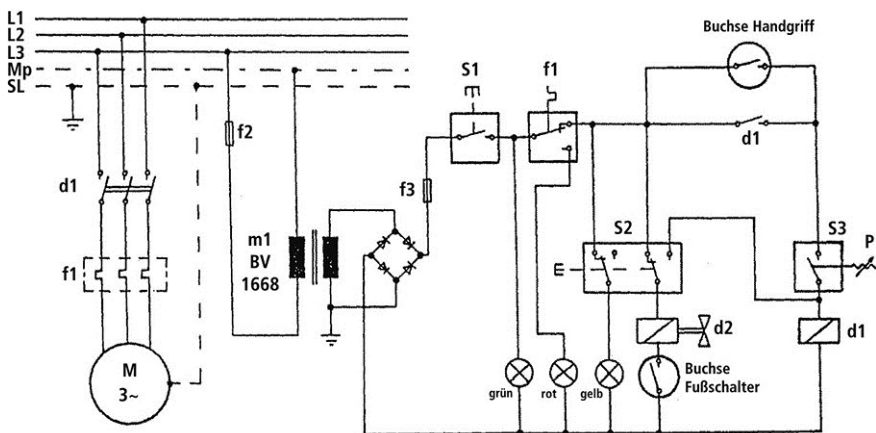 L1
L2
L3
Mp
SL
Buchse Handgriff
S1
f1
f2
d1
d1
f3
S2
S3
P
m1
BV
1668
f1
d2
d1
M
3~
Buchse
Fußschalter
grün
rot
gelb